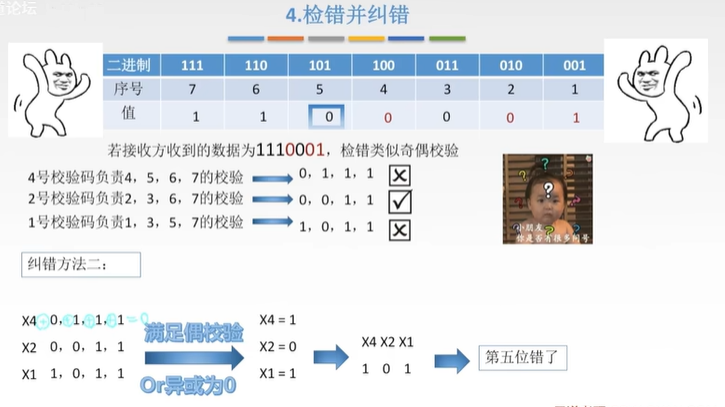 论坛
4.检错并纠错
二进制 111 110 101 100 011 010 001
序号 7 6 5 4 3 2 1
值 1 1 0 0 0 0 1
若接收方收到的数据为1110001，检错类似奇偶校验
4号校验码负责4，5，6，7的校验 0，1，1，1
2号校验码负责2，3，6，7的校验 0，0，1，1
1号校验码负责1，3，5，7的校验 1，0，1，1
小朋友
你是否有很多问号
纠错方法二：
X4 0，1，1，1 =0
X2 0，0，1，1
X1 1，0，1，1
满足偶校验
Or异或为0
X4 = 1
X2 = 0
X1 = 1
X4 X2 X1
1 0 1
第五位错了